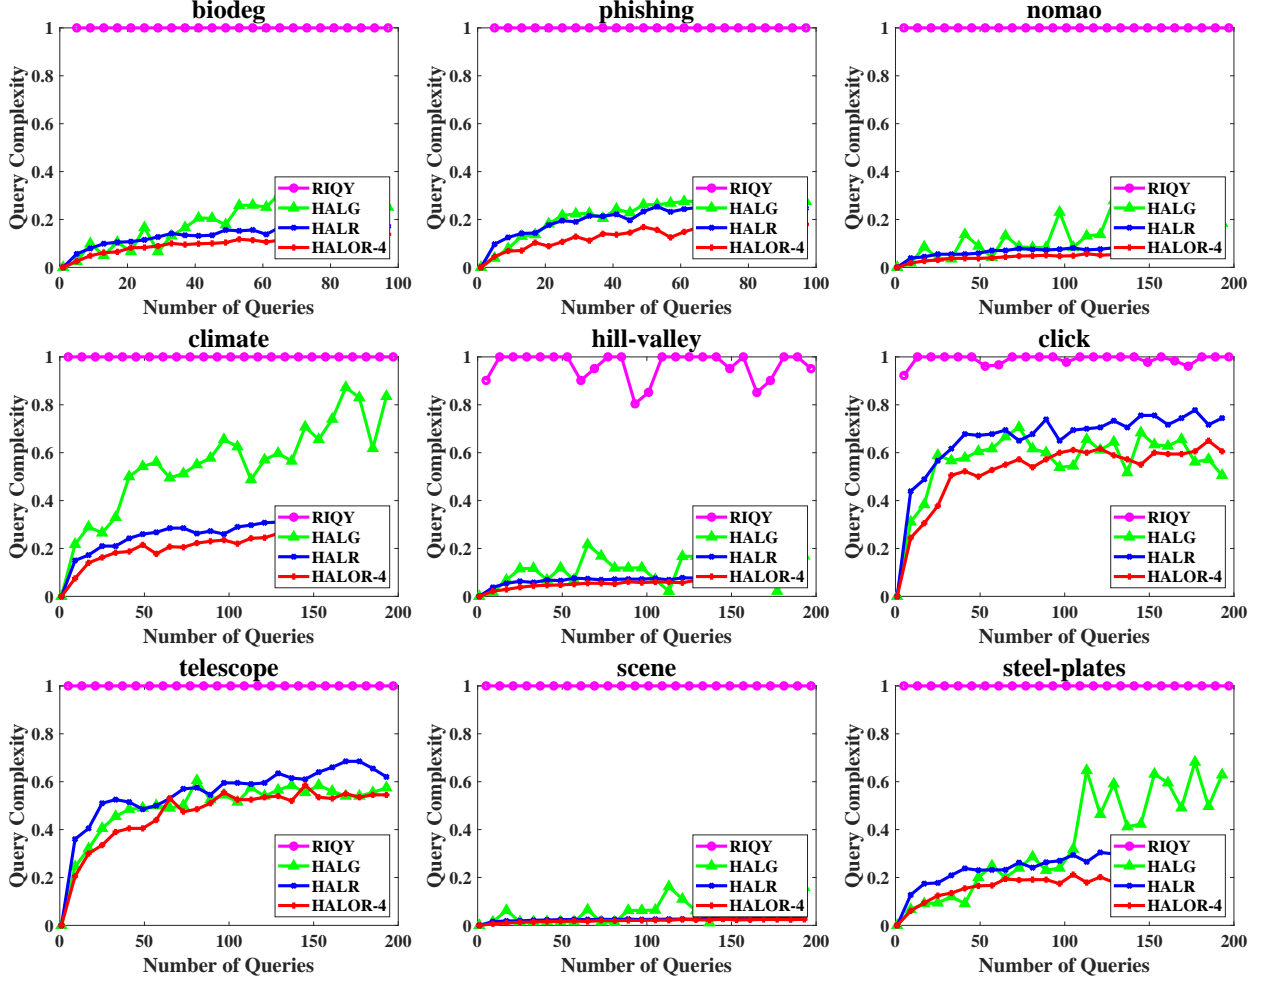 biodeg
Query Complexity
1
0.8
0.6
0.4
0.2
0
RIQY
HALG
HALR
HALOR-4
0 20 40 60 80 100
Number of Queries
phishing
Query Complexity
1
0.8
0.6
0.4
0.2
0
RIQY
HALG
HALR
HALOR-4
0 20 40 60 80 100
Number of Queries
nomao
Query Complexity
1
0.8
0.6
0.4
0.2
0
RIQY
HALG
HALR
HALOR-4
0 50 100 150 200
Number of Queries
climate
Query Complexity
1
0.8
0.6
0.4
0.2
0
RIQY
HALG
HALR
HALOR-4
0 50 100 150 200
Number of Queries
hill-valley
Query Complexity
1
0.8
0.6
0.4
0.2
0
RIQY
HALG
HALR
HALOR-4
0 50 100 150 200
Number of Queries
click
Query Complexity
1
0.8
0.6
0.4
0.2
0
RIQY
HALG
HALR
HALOR-4
0 50 100 150 200
Number of Queries
telescope
Query Complexity
1
0.8
0.6
0.4
0.2
0
RIQY
HALG
HALR
HALOR-4
0 50 100 150 200
Number of Queries
scene
Query Complexity
1
0.8
0.6
0.4
0.2
0
RIQY
HALG
HALR
HALOR-4
0 50 100 150 200
Number of Queries
steel-plates
Query Complexity
1
0.8
0.6
0.4
0.2
0
RIQY
HALG
HALR
HALOR-4
0 50 100 150 200
Number of Queries